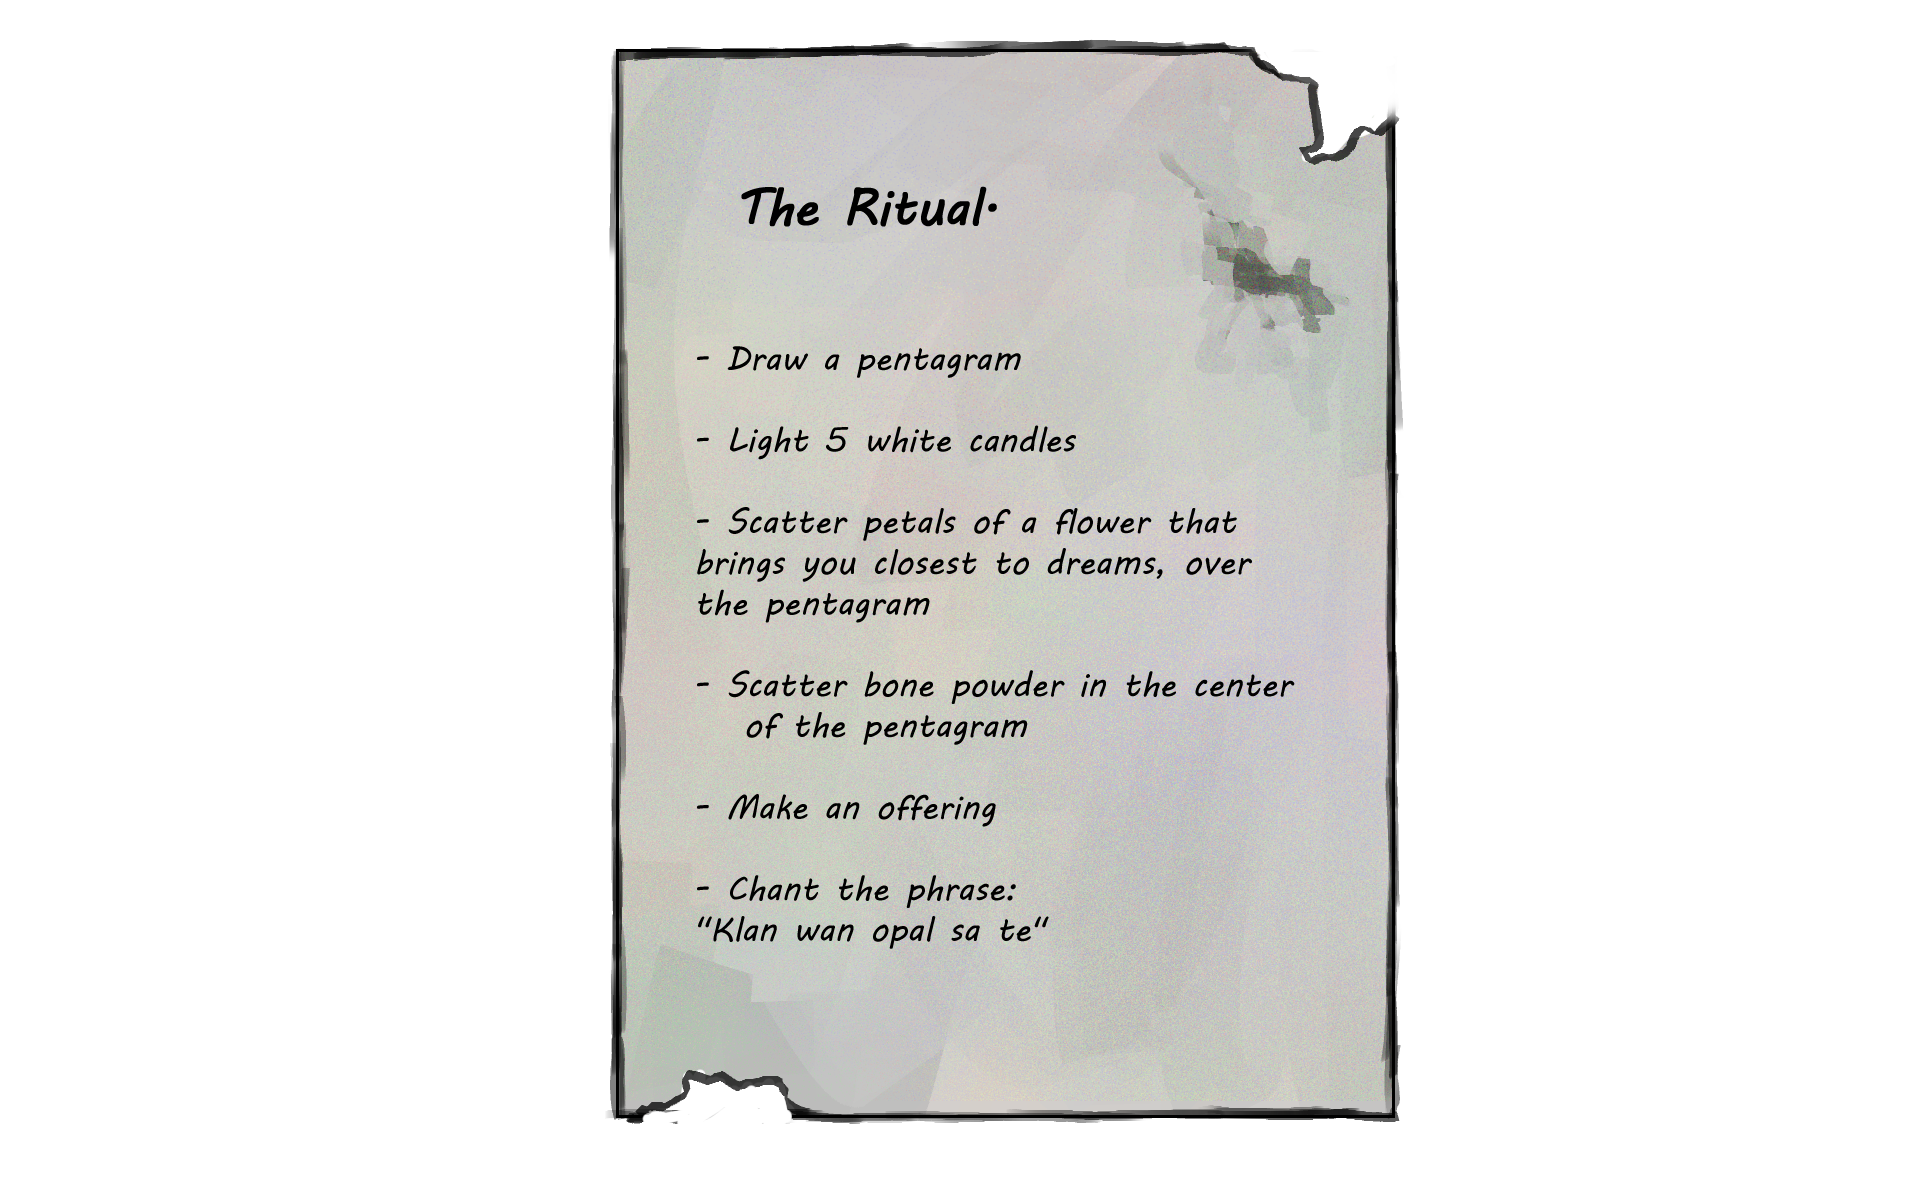 The Ritual.
- Draw a pentagram
- Light 5 white candles
- Scatter petals of a flower that
brings you closest to dreams, over
the pentagram
- Scatter bone powder in the center
of the pentagram
- Make an offering
- Chant the phrase:
"Klan wan opal sa te"